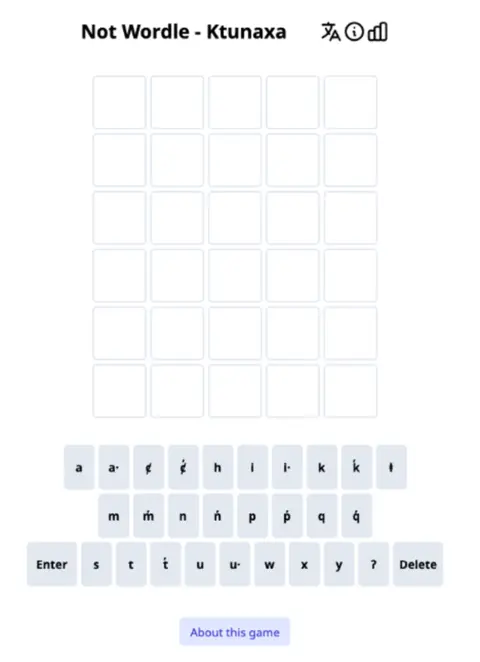 Not Wordle - Ktunaxa
a a· ȼ ȼ̓ h i i· k k̓ ⱡ
m m̓ n n̓ p p̓ q q̓
Enter s t t̓ u u· w x y ? Delete
About this game